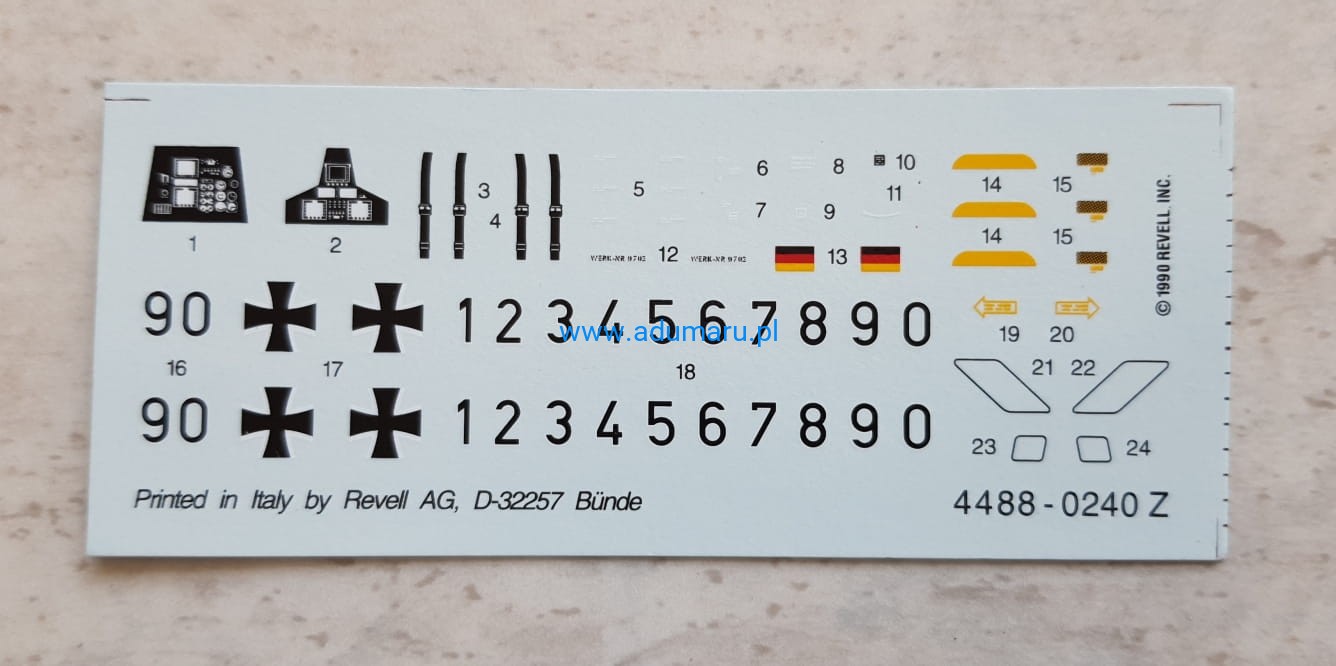 6 8 10
3 5 14 15
4 7 9 11
1 2 WERK-NR 9702 12 WERK-NR 9702 13 14 15
90 1 2 3 4 5 6 7 8 9 0
www.adumaru.pl
19 20
16 17 18 21 22
90 1 2 3 4 5 6 7 8 9 0
23 24
Printed in Italy by Revell AG, D-32257 Bünde
4488-0240 Z
© 1990 REVELL, INC.